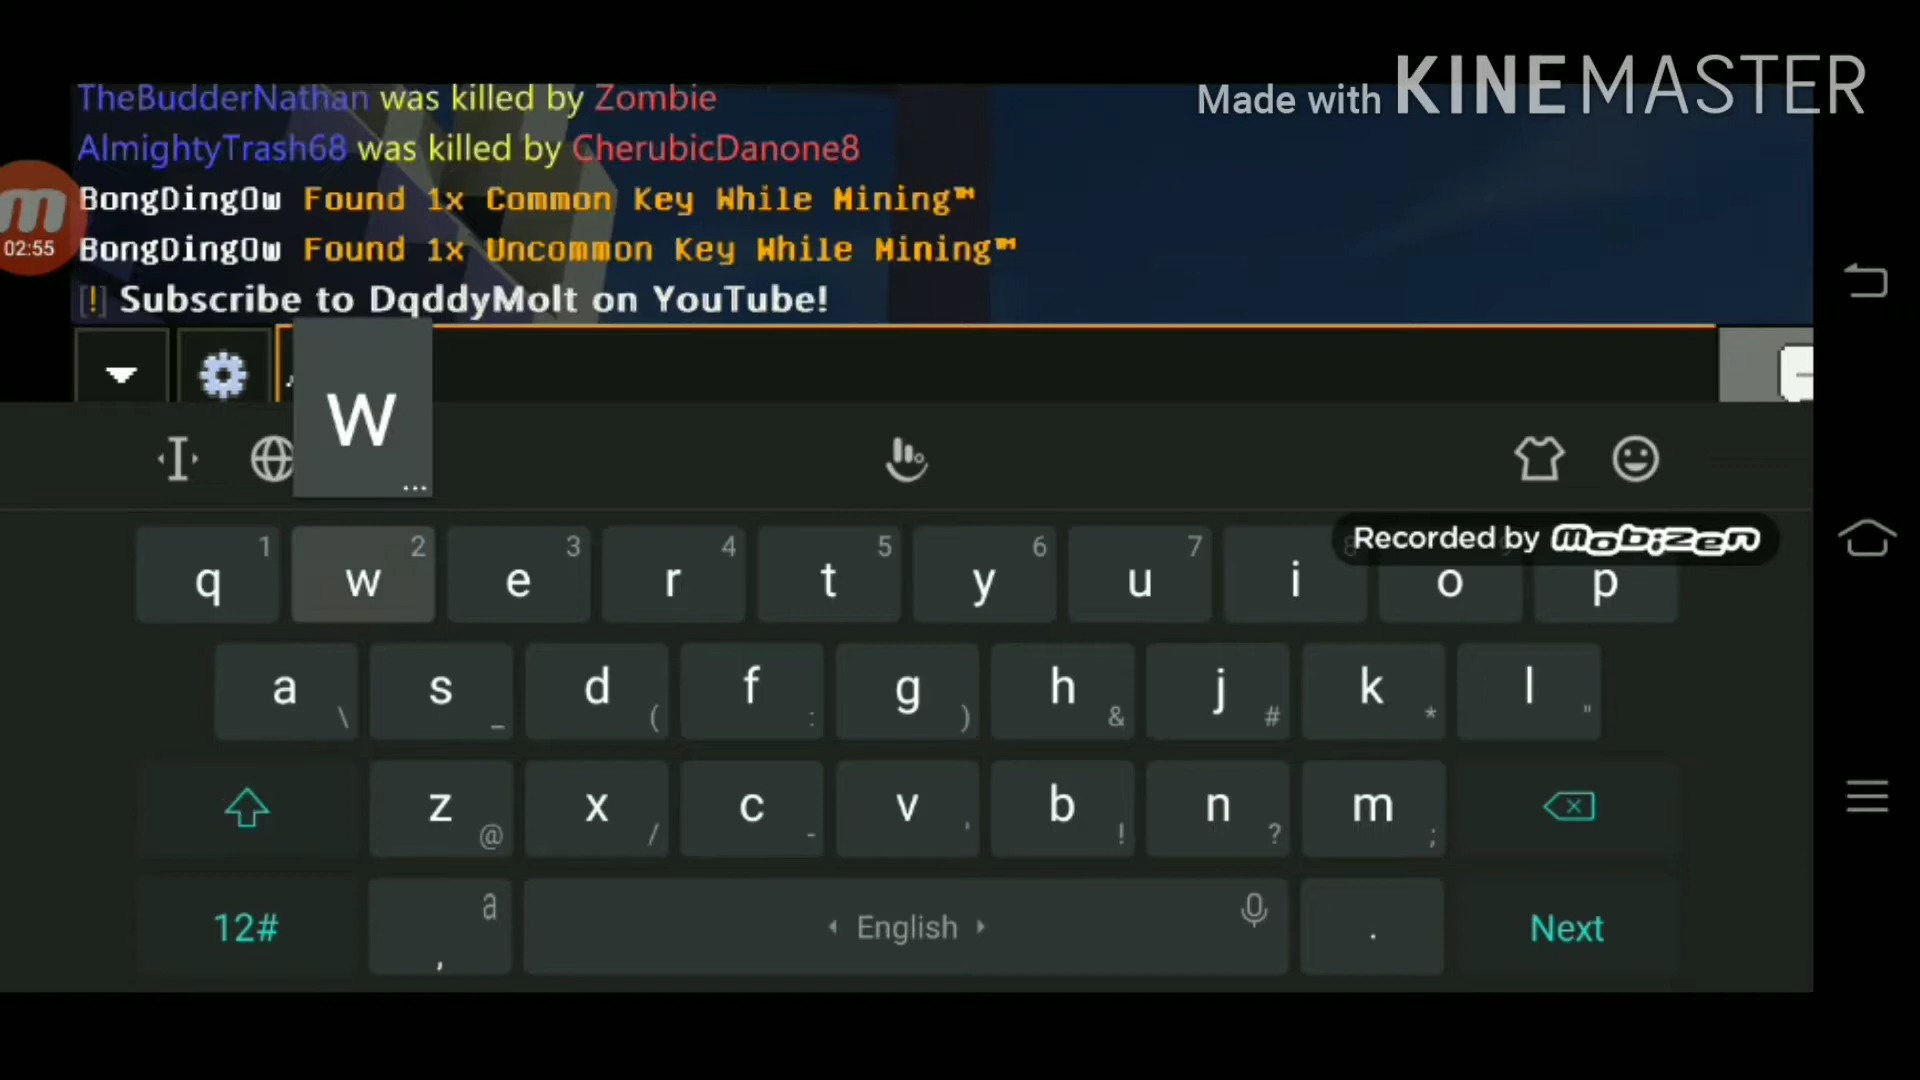 Made with KINEMASTER
TheBudderNathan was killed by Zombie
AlmightyTrash68 was killed by CherubicDanone8
BongDingOw Found 1x Common Key While Mining™
BongDingOw Found 1x Uncommon Key While Mining™
[!] Subscribe to DqddyMolt on YouTube!
m
02:55
w
...
Recorded by mobizen
1 2 3 4 5 6 7
q w e r t y u i o p
a s d f g h j k l
\ _ ( : ) & # * "
z x c v b n m
@ / - ' ! ? ;
12# , a English . Next